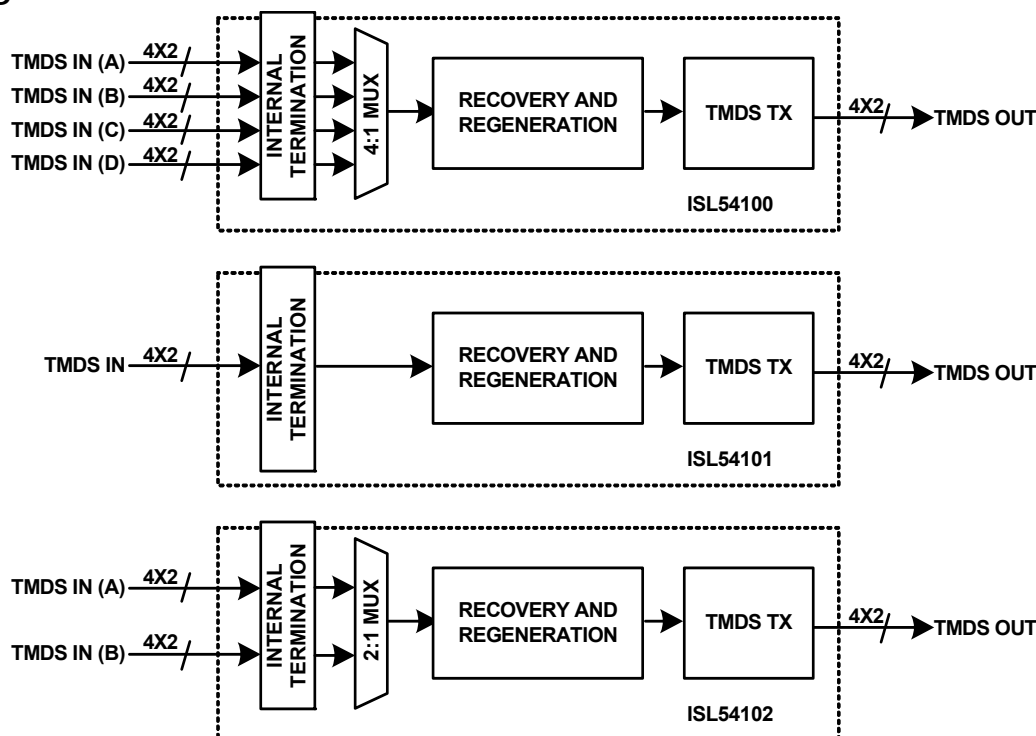 TMDS IN (A) 4X2
TMDS IN (B) 4X2
TMDS IN (C) 4X2
TMDS IN (D) 4X2
INTERNAL
TERMINATION
4:1 MUX
RECOVERY AND
REGENERATION
TMDS TX
4X2 TMDS OUT
ISL54100
TMDS IN 4X2
INTERNAL
TERMINATION
RECOVERY AND
REGENERATION
TMDS TX
4X2 TMDS OUT
ISL54101
TMDS IN (A) 4X2
TMDS IN (B) 4X2
INTERNAL
TERMINATION
2:1 MUX
RECOVERY AND
REGENERATION
TMDS TX
4X2 TMDS OUT
ISL54102